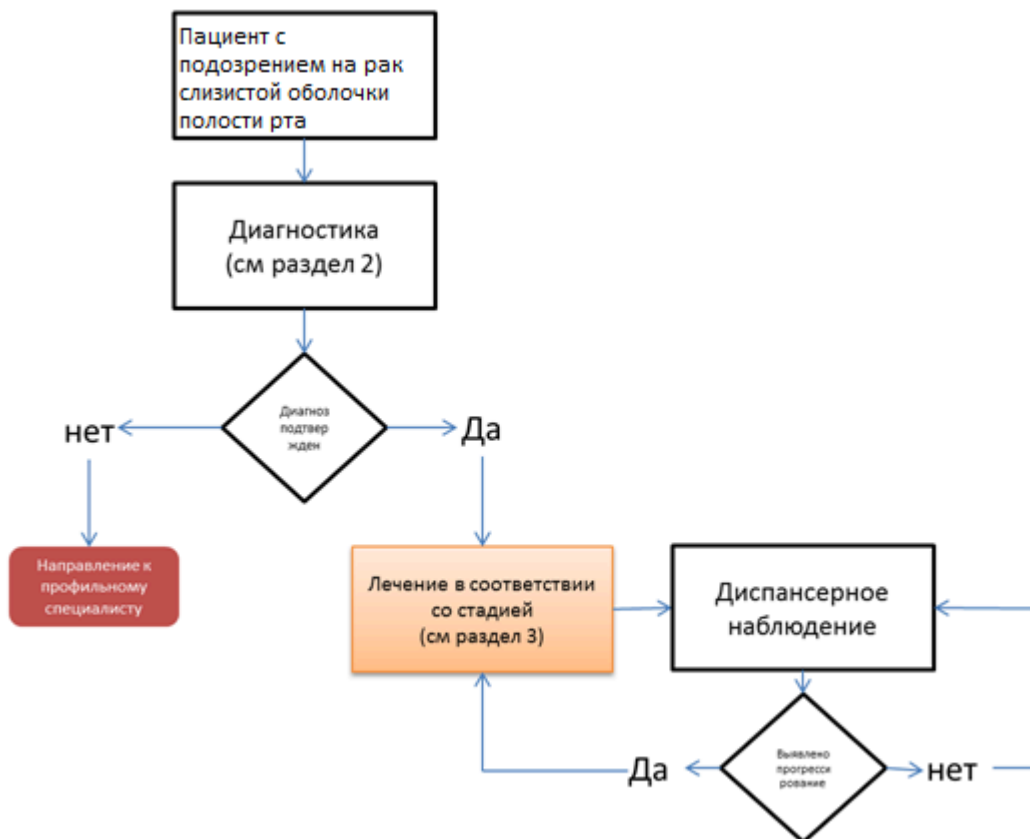 Пациент с
подозрением на рак
слизистой оболочки
полости рта
Диагностика
(см раздел 2)
Диагноз
подтвер
жден
нет
Да
Направление к
профильному
специалисту
Лечение в соответствии
со стадией
(см раздел 3)
Диспансерное
наблюдение
Выявлено
прогресси
рование
Да
нет